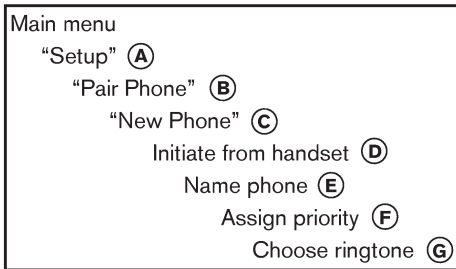 Main menu
“Setup” A
“Pair Phone” B
“New Phone” C
Initiate from handset D
Name phone E
Assign priority F
Choose ringtone G